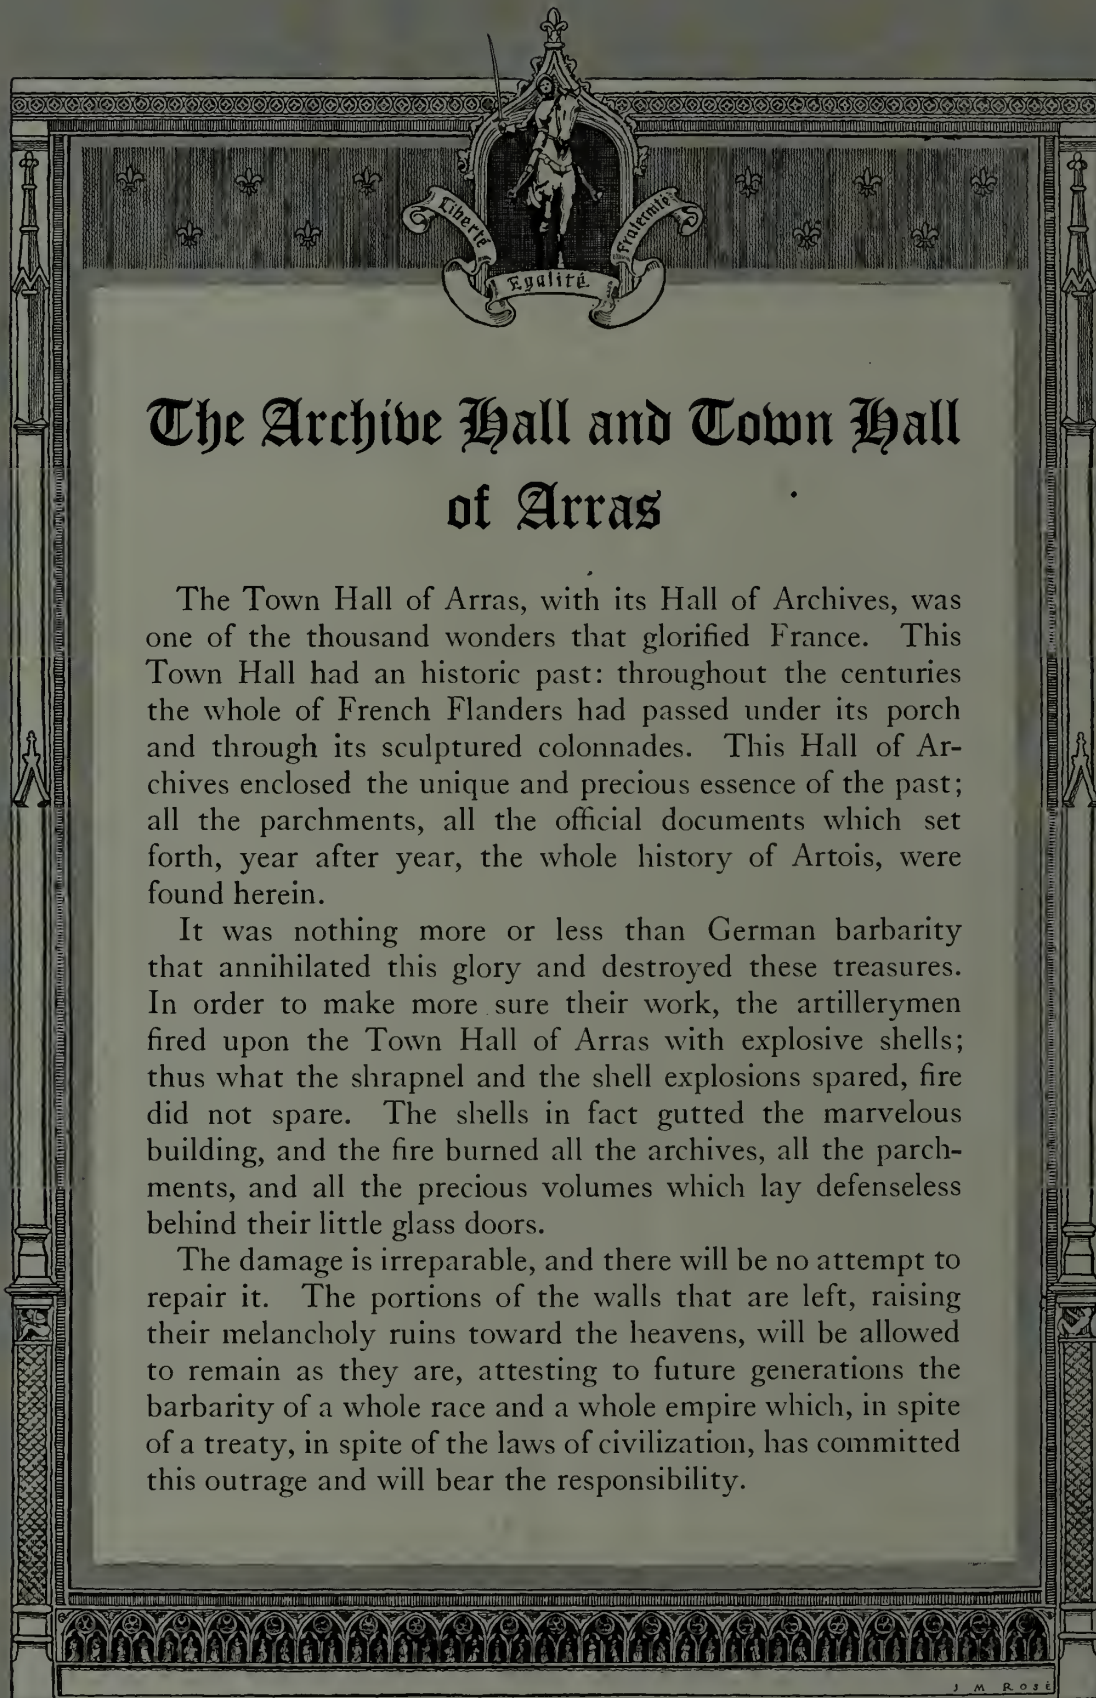 Liberté
Egalité
Fraternité
The Archive Hall and Town Hall
of Arras
The Town Hall of Arras, with its Hall of Archives, was
one of the thousand wonders that glorified France. This
Town Hall had an historic past: throughout the centuries
the whole of French Flanders had passed under its porch
and through its sculptured colonnades. This Hall of Ar-
chives enclosed the unique and precious essence of the past;
all the parchments, all the official documents which set
forth, year after year, the whole history of Artois, were
found herein.
It was nothing more or less than German barbarity
that annihilated this glory and destroyed these treasures.
In order to make more sure their work, the artillerymen
fired upon the Town Hall of Arras with explosive shells;
thus what the shrapnel and the shell explosions spared, fire
did not spare. The shells in fact gutted the marvelous
building, and the fire burned all the archives, all the parch-
ments, and all the precious volumes which lay defenseless
behind their little glass doors.
The damage is irreparable, and there will be no attempt to
repair it. The portions of the walls that are left, raising
their melancholy ruins toward the heavens, will be allowed
to remain as they are, attesting to future generations the
barbarity of a whole race and a whole empire which, in spite
of a treaty, in spite of the laws of civilization, has committed
this outrage and will bear the responsibility.
J M ROSÉ